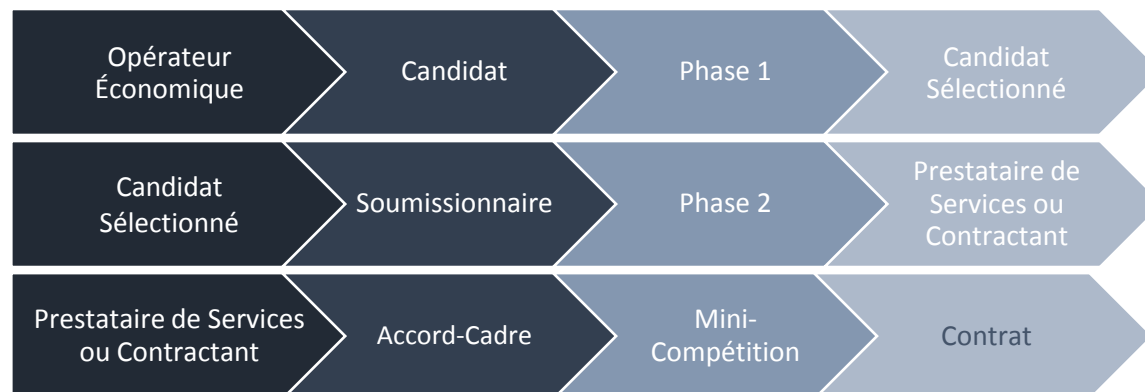 Opérateur
Économique
Candidat
Phase 1
Candidat
Sélectionné
Candidat
Sélectionné
Soumissionnaire
Phase 2
Prestataire de
Services ou
Contractant
Prestataire de Services
ou Contractant
Accord-Cadre
Mini-
Compétition
Contrat